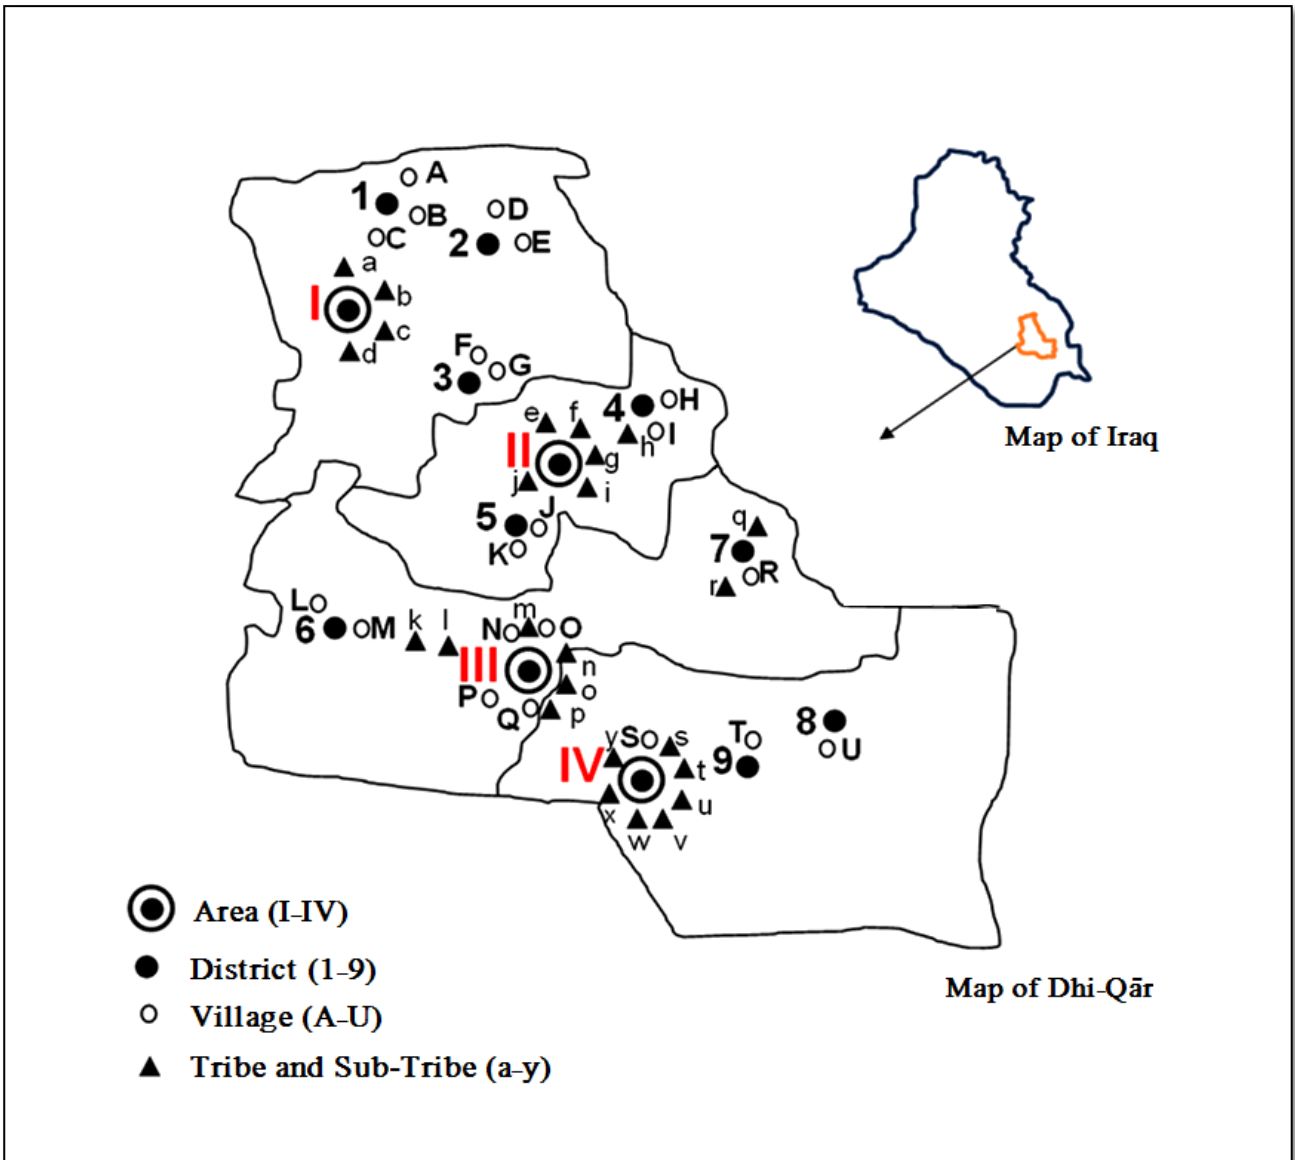 A
1
B
D
C
2
E
a
I
b
c
d
F
G
3
4
H
e
f
I
h
II
g
j
i
J
5
K
q
7
R
r
L
6
M
k
l
m
N
O
III
n
P
o
Q
p
8
y
S
s
T
U
IV
t
9
x
u
w
v
Map of Iraq
Area (I-IV)
District (1-9)
Map of Dhi-Qār
Village (A-U)
Tribe and Sub-Tribe (a-y)